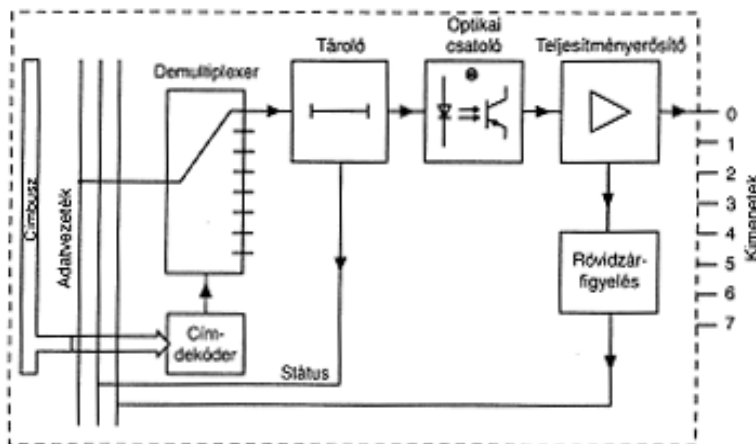 Optikai
csatoló
Tároló
Teljesítményerősítő
Demultiplexer
Címbusz
Adatvezeték
0
1
2
3
4
5
6
7
Kimenetek
Rövidzár-
figyelés
Cím-
dekóder
Státus